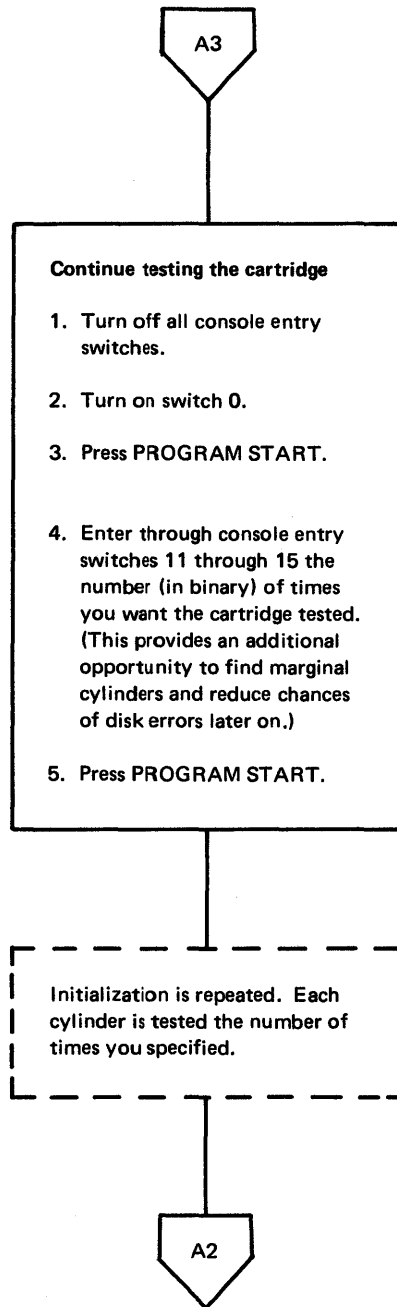 A3
Continue testing the cartridge
1. Turn off all console entry
switches.
2. Turn on switch 0.
3. Press PROGRAM START.
4. Enter through console entry
switches 11 through 15 the
number (in binary) of times
you want the cartridge tested.
(This provides an additional
opportunity to find marginal
cylinders and reduce chances
of disk errors later on.)
5. Press PROGRAM START.
Initialization is repeated. Each
cylinder is tested the number of
times you specified.
A2